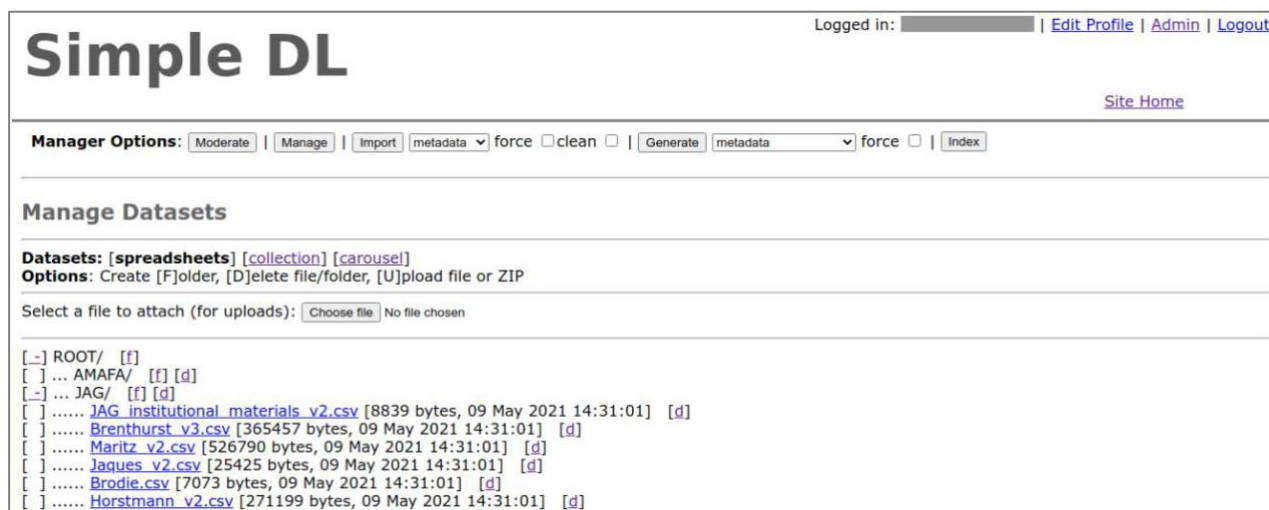 Logged in: | Edit Profile | Admin | Logout
Simple DL
Site Home
Manager Options: Moderate | Manage | Import metadata force clean | Generate metadata force | Index
Manage Datasets
Datasets: [spreadsheets] [collection] [carousel]
Options: Create [F]older, [D]elete file/folder, [U]pload file or ZIP
Select a file to attach (for uploads): Choose file No file chosen
[ -] ROOT/ [f]
[ ] ... AMAFA/ [f] [d]
[ -] ... JAG/ [f] [d]
[ ] ...... JAG_institutional_materials_v2.csv [8839 bytes, 09 May 2021 14:31:01] [d]
[ ] ...... Brenthurst_v3.csv [365457 bytes, 09 May 2021 14:31:01] [d]
[ ] ...... Maritz_v2.csv [526790 bytes, 09 May 2021 14:31:01] [d]
[ ] ...... Jaques_v2.csv [25425 bytes, 09 May 2021 14:31:01] [d]
[ ] ...... Brodie.csv [7073 bytes, 09 May 2021 14:31:01] [d]
[ ] ...... Horstmann_v2.csv [271199 bytes, 09 May 2021 14:31:01] [d]